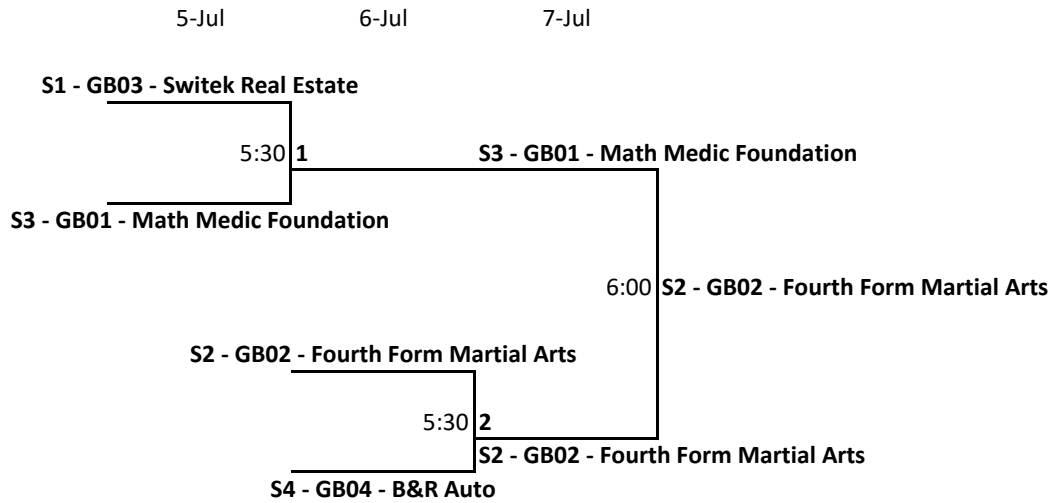 5-Jul 6-Jul 7-Jul
S1 - GB03 - Switek Real Estate
5:30 1 S3 - GB01 - Math Medic Foundation
S3 - GB01 - Math Medic Foundation
6:00 S2 - GB02 - Fourth Form Martial Arts
S2 - GB02 - Fourth Form Martial Arts
5:30 2
S2 - GB02 - Fourth Form Martial Arts
S4 - GB04 - B&R Auto